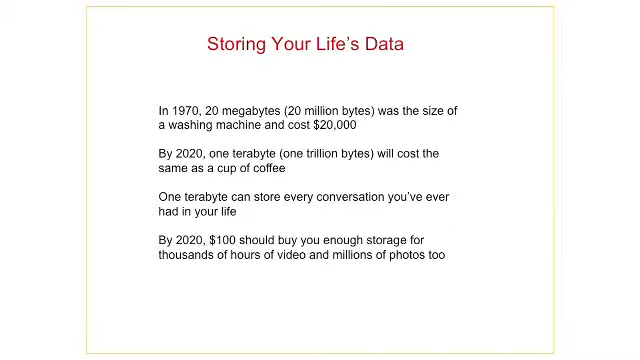 Storing Your Life's Data
In 1970, 20 megabytes (20 million bytes) was the size of
a washing machine and cost $20,000
By 2020, one terabyte (one trillion bytes) will cost the
same as a cup of coffee
One terabyte can store every conversation you've ever
had in your life
By 2020, $100 should buy you enough storage for
thousands of hours of video and millions of photos too